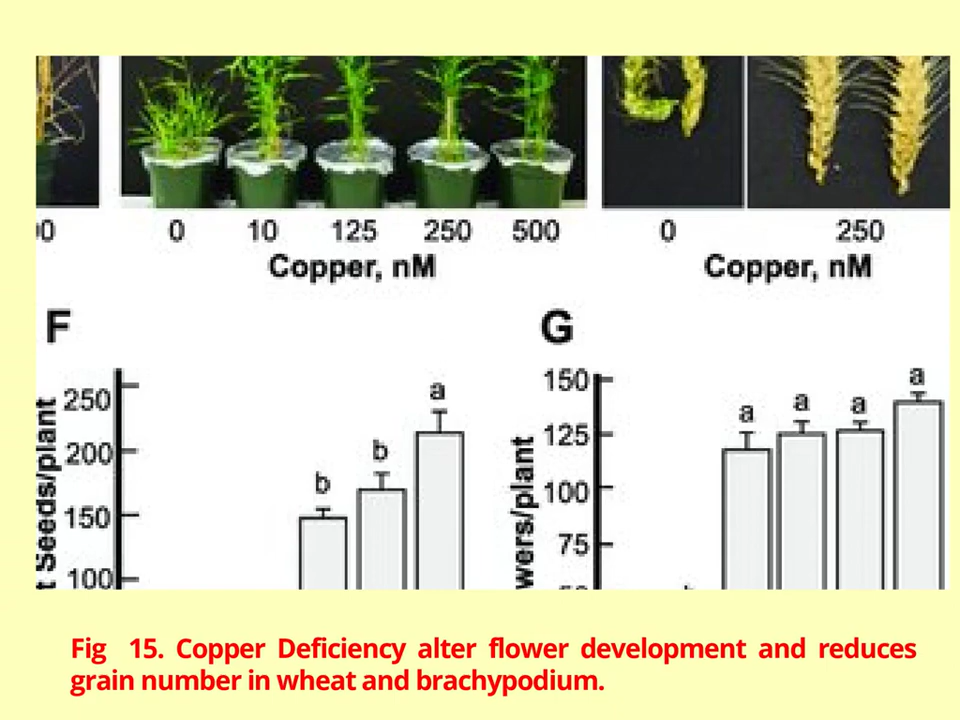 0 10 125 250 500 0 250
Copper, nM Copper, nM
F G
250
200
150
100
Seeds/plant
b b a
150
125
100
75
/plant
a a a a
Fig 15. Copper Deficiency alter flower development and reduces
grain number in wheat and brachypodium.